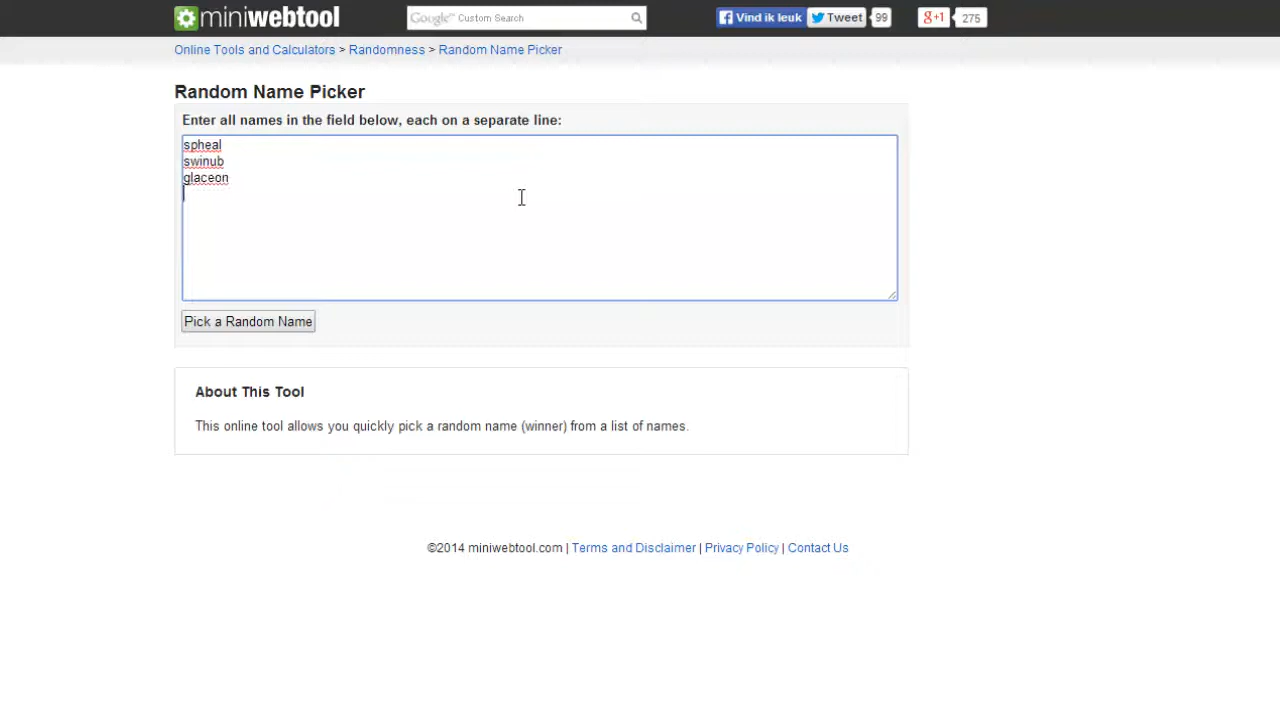 miniwebtool
Google™ Custom Search
Vind ik leuk
Tweet
99
g+1
275
Online Tools and Calculators > Randomness > Random Name Picker
Random Name Picker
Enter all names in the field below, each on a separate line:
spheal
swinub
glaceon
Pick a Random Name
About This Tool
This online tool allows you quickly pick a random name (winner) from a list of names.
©2014 miniwebtool.com | Terms and Disclaimer | Privacy Policy | Contact Us